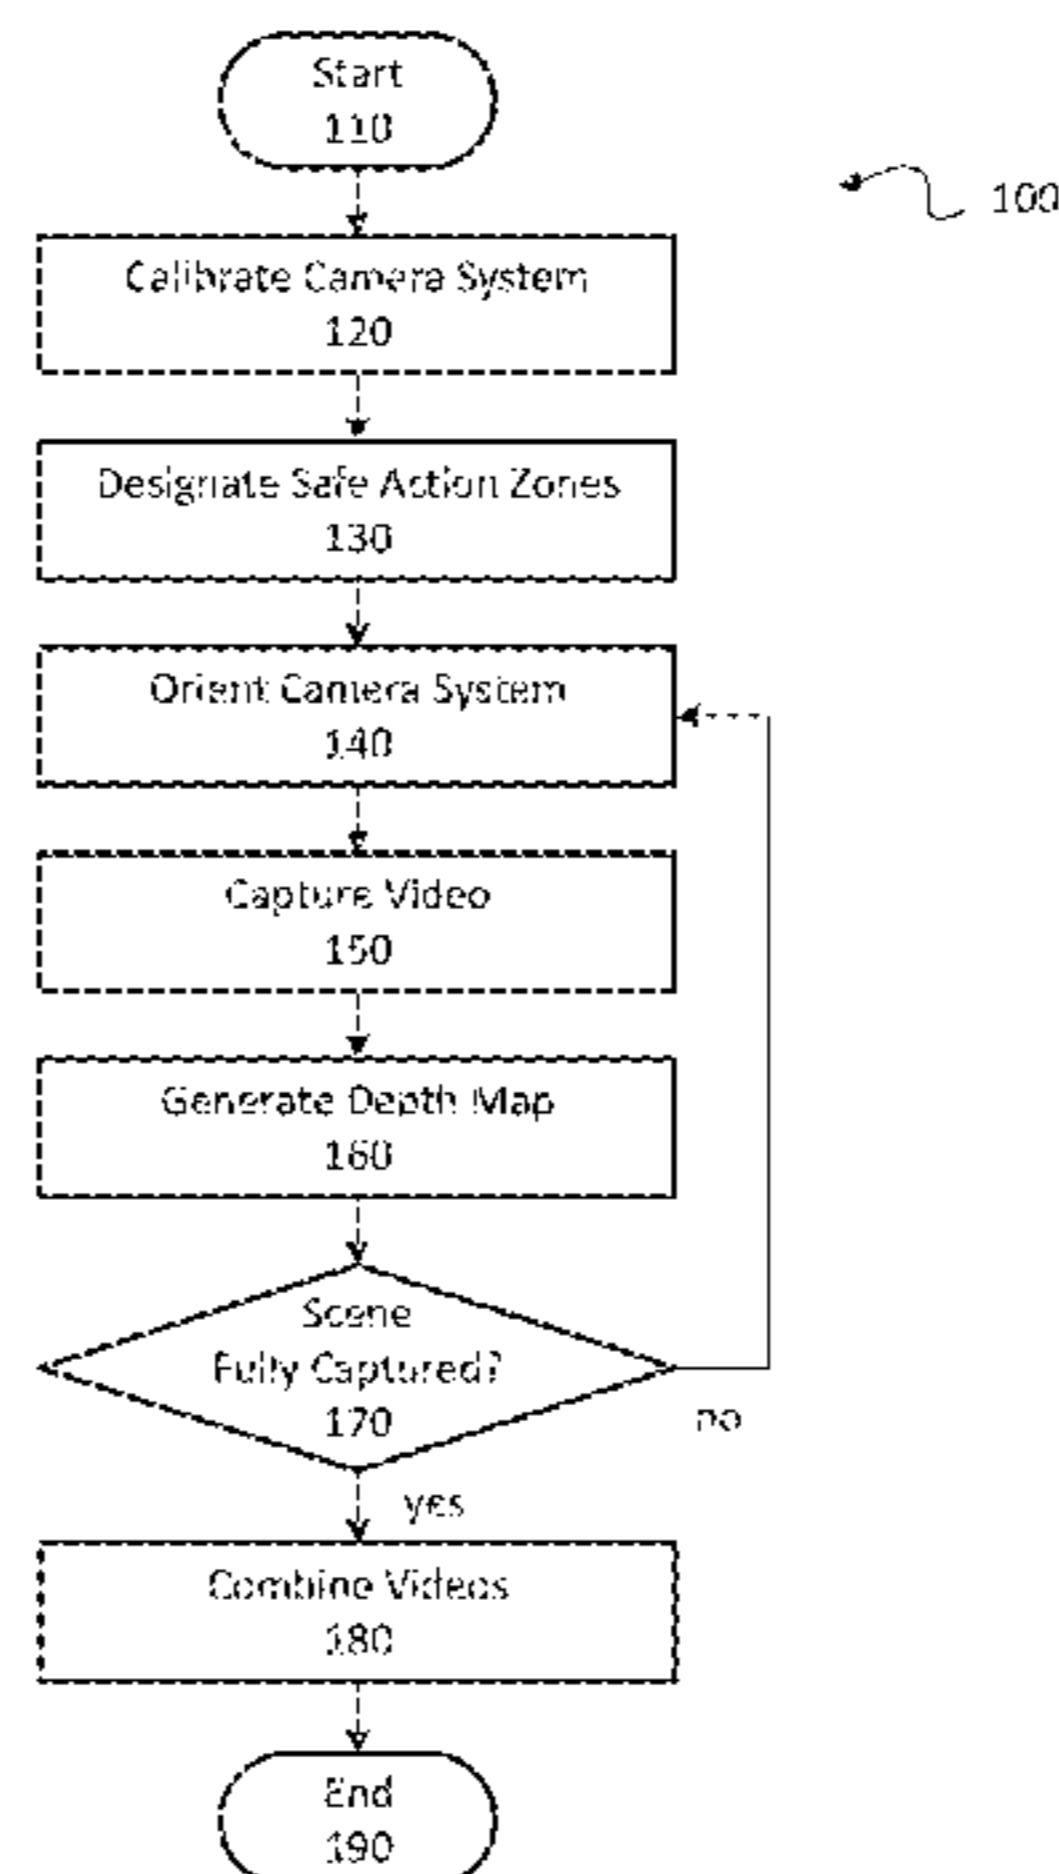 Start
110
100
Calibrate Camera System
120
Designate Safe Action Zones
130
Orient Camera System
140
Capture Video
150
Generate Depth Map
160
Scene
Fully Captured?
170
no
yes
Combine Videos
180
End
190